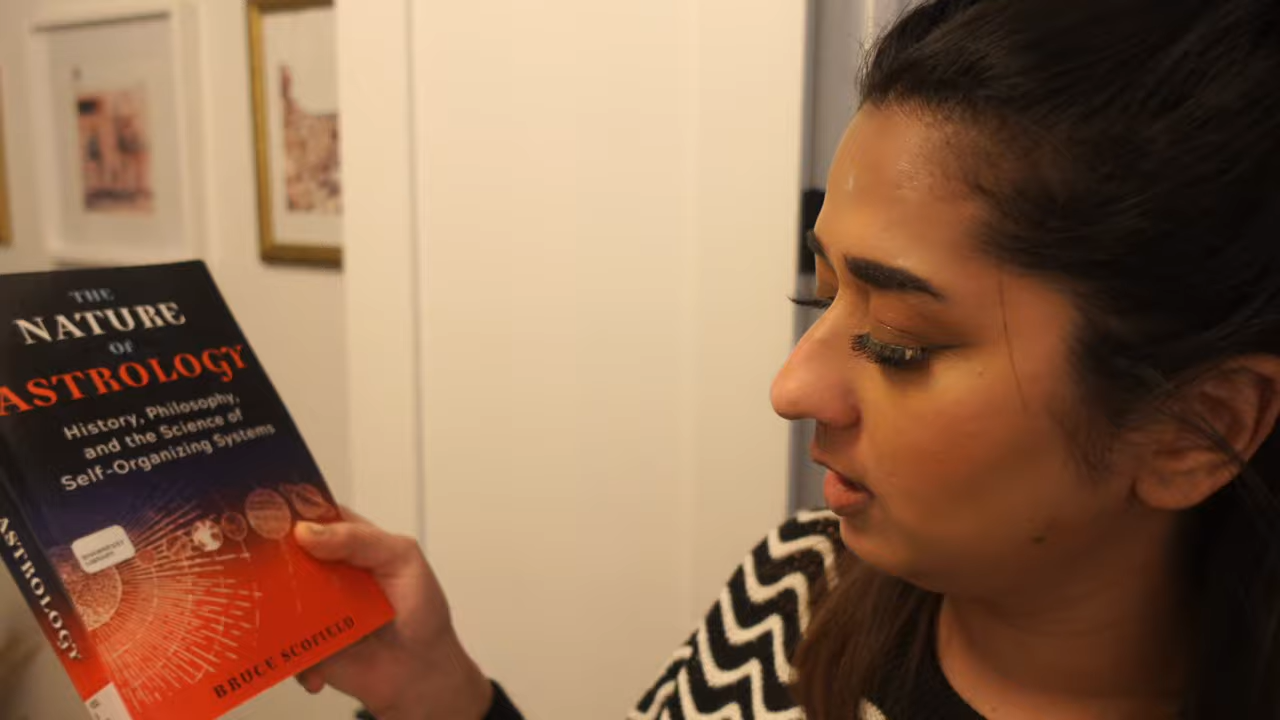 THE
NATURE
OF
ASTROLOGY
History, Philosophy,
and the Science of
Self-Organizing Systems
BRUCE SCOFIELD
ASTROLOGY